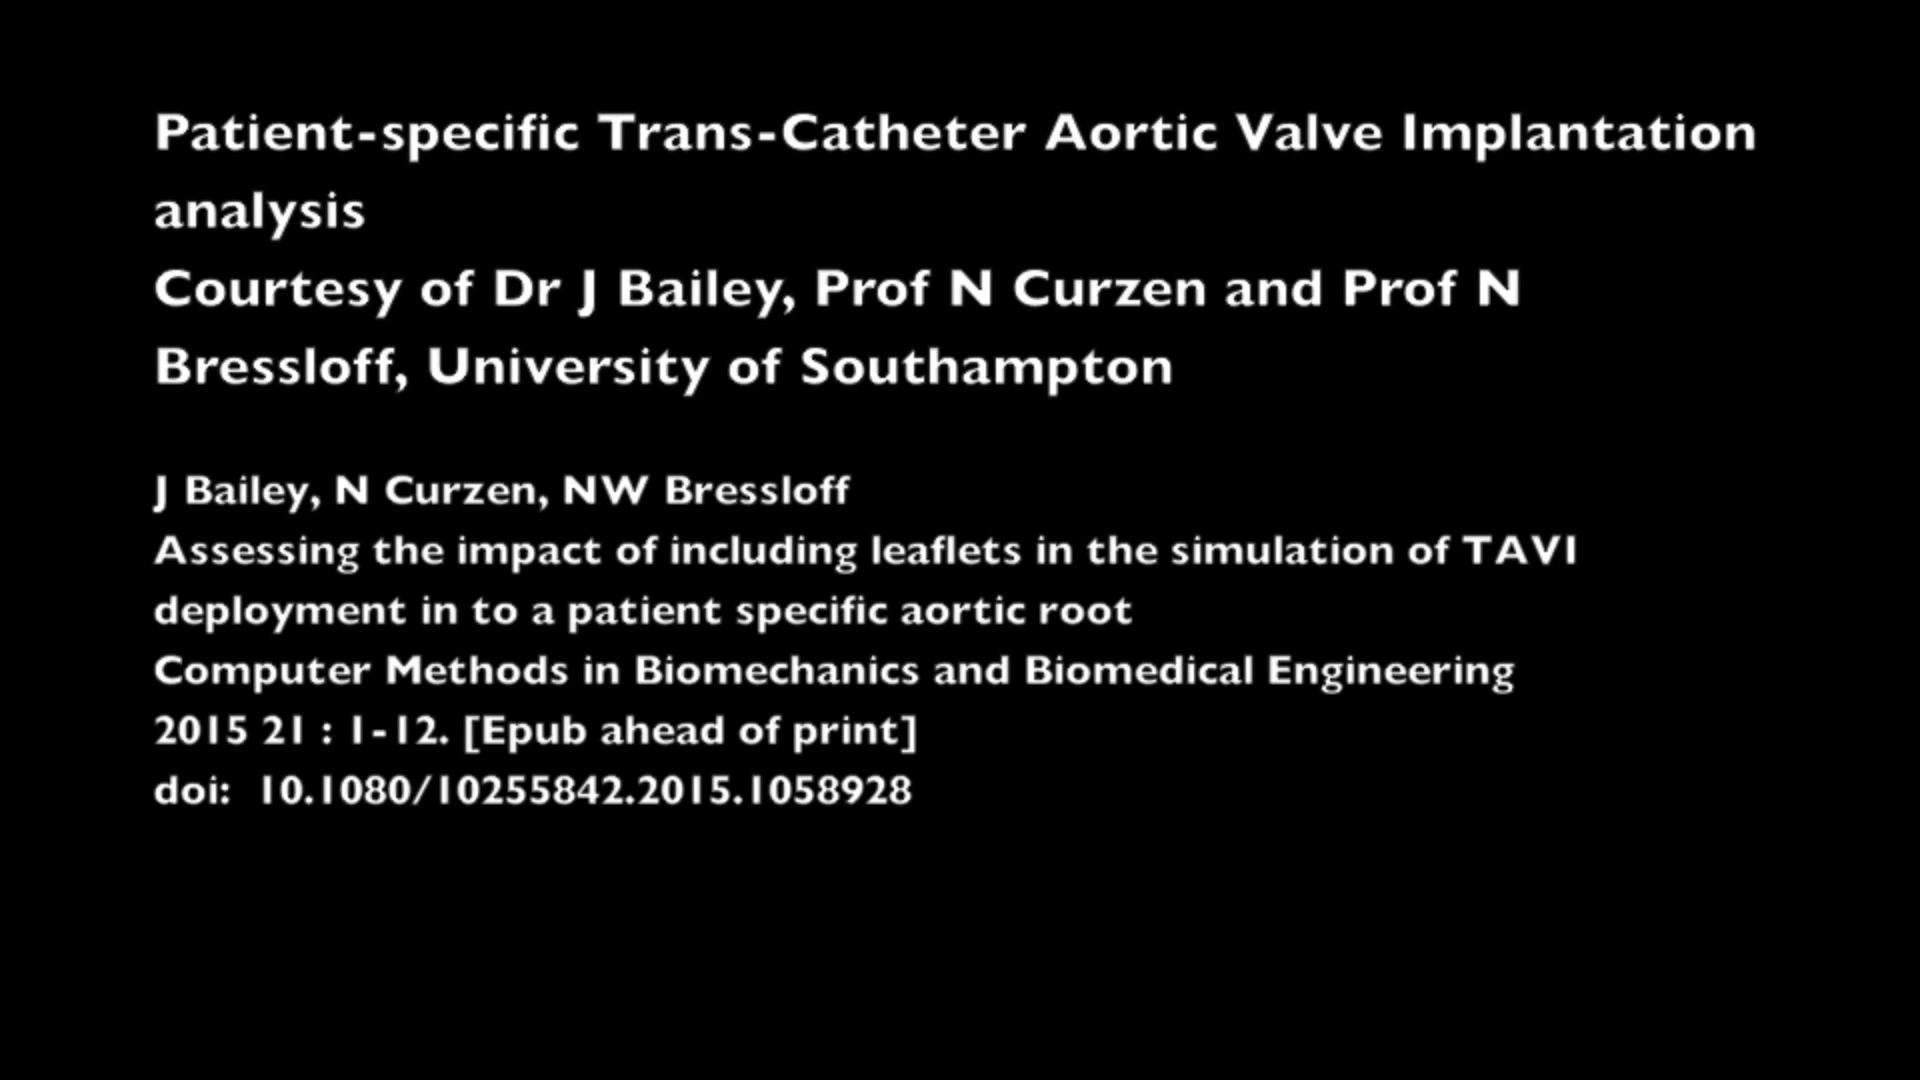 Patient-specific Trans-Catheter Aortic Valve Implantation
analysis
Courtesy of Dr J Bailey, Prof N Curzen and Prof N
Bressloff, University of Southampton
J Bailey, N Curzen, NW Bressloff
Assessing the impact of including leaflets in the simulation of TAVI
deployment in to a patient specific aortic root
Computer Methods in Biomechanics and Biomedical Engineering
2015 21 : 1-12. [Epub ahead of print]
doi:  10.1080/10255842.2015.1058928